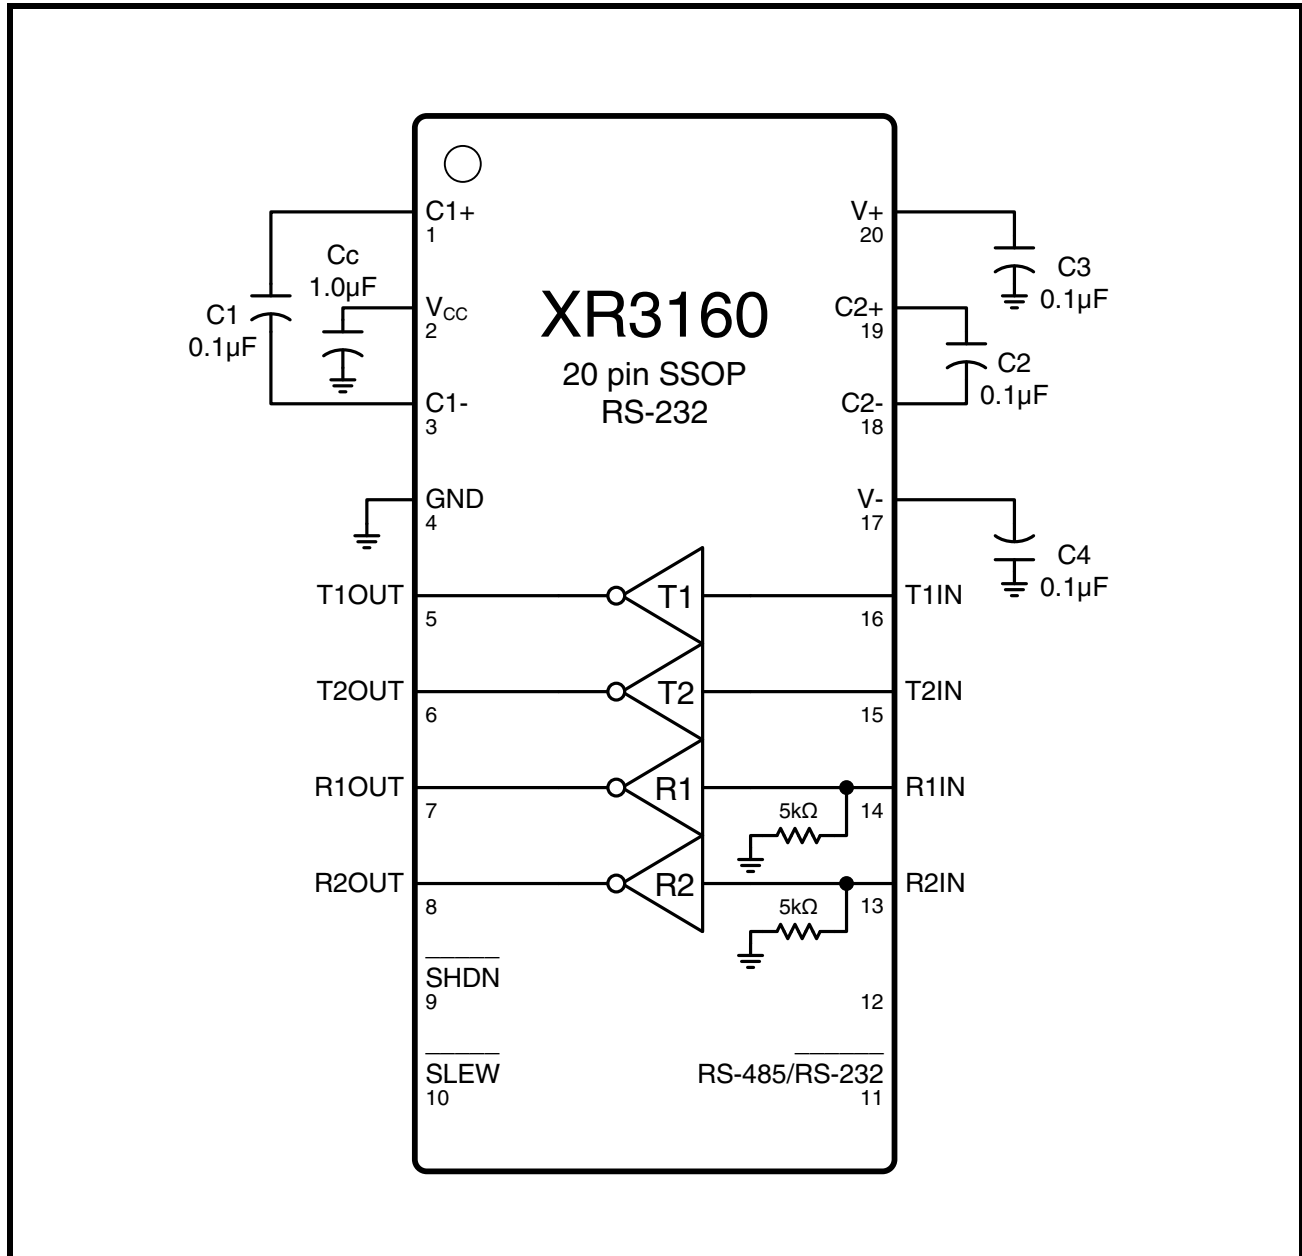 C1+
1
Cc
1.0µF
C1
0.1µF
VCC
2
C1-
3
GND
4
XR3160
20 pin SSOP
RS-232
V+
20
C3
0.1µF
C2+
19
C2
0.1µF
C2-
18
V-
17
C4
0.1µF
T1OUT
5
T1
16
T1IN
T2OUT
6
T2
15
T2IN
R1OUT
7
R1
5kΩ
14
R1IN
R2OUT
8
R2
5kΩ
13
R2IN
SHDN
9
12
SLEW
10
RS-485/RS-232
11